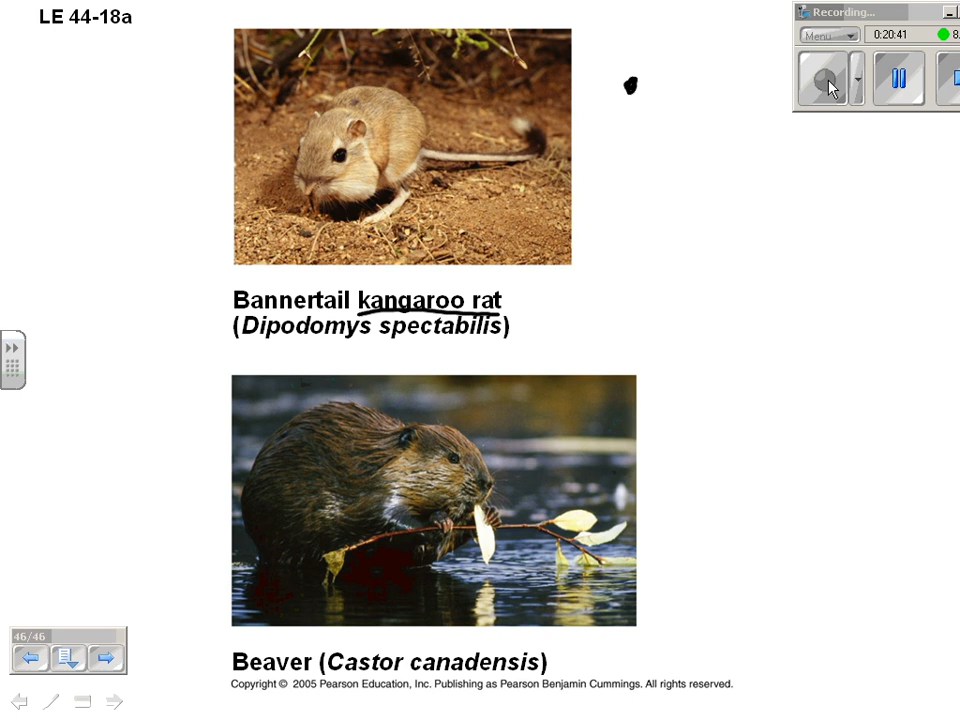 LE 44-18a
Recording...
Menu
0:20:41
8.
Bannertail kangaroo rat
(Dipodomys spectabilis)
46/46
Beaver (Castor canadensis)
Copyright © 2005 Pearson Education, Inc. Publishing as Pearson Benjamin Cummings. All rights reserved.